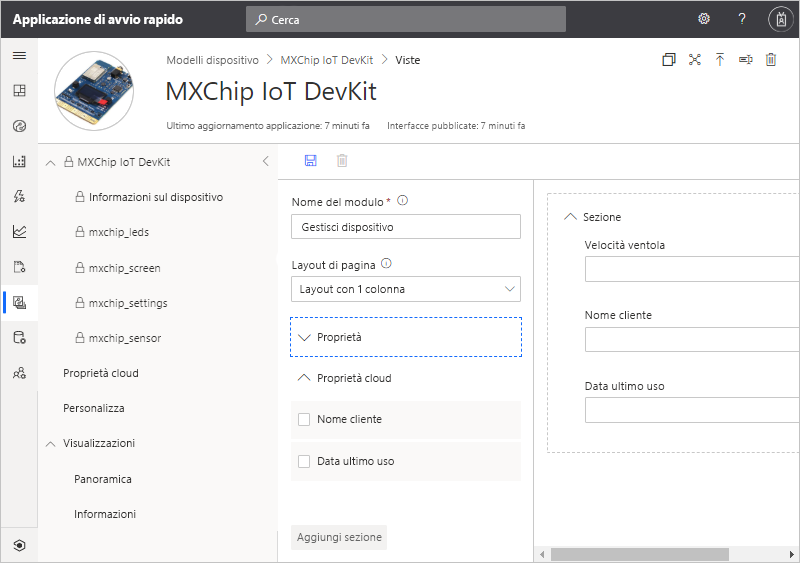 Applicazione di avvio rapido
Cerca
?
Modelli dispositivo > MXChip IoT DevKit > Viste
MXChip IoT DevKit
Ultimo aggiornamento applicazione: 7 minuti fa Interfacce pubblicate: 7 minuti fa
MXChip IoT DevKit
Informazioni sul dispositivo
mxchip_leds
mxchip_screen
mxchip_settings
mxchip_sensor
Proprietà cloud
Personalizza
Visualizzazioni
Panoramica
Informazioni
Nome del modulo *
Gestisci dispositivo
Layout di pagina
Layout con 1 colonna
Proprietà
Proprietà cloud
Nome cliente
Data ultimo uso
Aggiungi sezione
Sezione
Velocità ventola
Nome cliente
Data ultimo uso